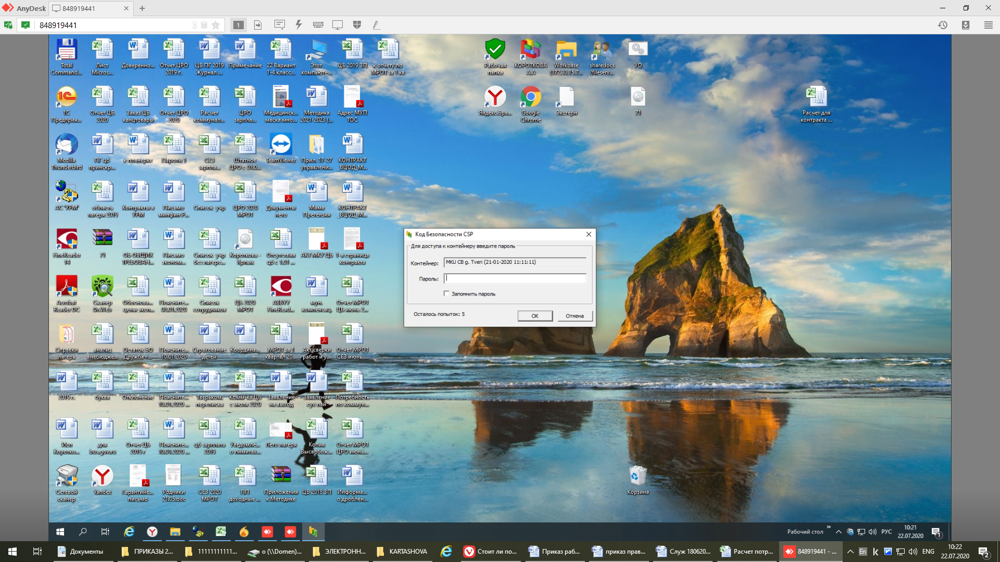 AnyDesk
848919441
848919441
1
Total
Command...
Лист
Micros...
Доверенно...
Отчет ЦРО
2019 г.
ЦБ ПГ 2019
Журнал ...
Примечание
22 Вариант
1-4 класс...
Этот
компьюте...
ЦБ 2019 ЗП
к отчету по
МРОТ за 1 кв
Рабочая
папка
КОРОТКОВА
А.А
Workbase
(172.30.15.7...
sharedocs
(fileserv...
УО
1С
Предприя...
Отчет ЦБ
2020
Заказ ЦБ
канцтовары
Отчет ЦРО
2020
Расчет
коммунал...
ЦРО
зарпла...
Медицинск...
маска мно...
Методика
2021-2023 (...
Адрес МУП
ТОС
Яндекс.Бра...
Google
Chrome
Экстерн
71
Расчет для
контракта ...
Mozilla
Thunderbird
ПГ цб
принскр...
к планерке
Пароли 1
СЕЗ
зарпла...
Штатное
ЦРО с 01.0...
TeamViewer
Прил. 17-27
управлени...
КОНТРАКТ
_ВЦОД_М...
АС "УРМ"
область
лагеря 2019
Контракты в
УРМ
Письмо
минфин Р...
Список учр
ЦРО 2020
МРОТ
Документы
лето
Мама
Претензия
КОНТРАКТ
_ВЦОД_М...
FineReader
14
71
ОБ ОБЩИХ
ТРЕБОВАН...
Письмо
эконом...
Список учр
без лагере...
Короткова -
Ярлык
Отсутствия
цб с 1.01 ...
АКТ МКУ ЦБ
1-я страница
контракта
Код Безопасности CSP
Для доступа к контейнеру введите пароль
Контейнер:
MKU CB g. Tveri (21-01-2020 11:11:11)
Пароль:
Запомнить пароль
Осталось попыток: 5
OK
Отмена
Acrobat
Reader DC
Сканер
Dr.Web
Обоснова...
цены эксп...
Поясните...
08.01.2020
Список
сотрудников
ЦБ 2020
МРОТ
ABBYY
FineRead...
мун.
компенсац.
Отчет МРОТ
ЦБ июнь 2...
Справки
лагерь
анализ
внебюдже...
Остаток БО
Дружба г...
Поясните...
10.01.2020
Страхование
детей
Координа...
МРОТ за 1
квартал 20...
Акт сверки
работ и у...
Отчет МРОТ
СЕЗ июнь ...
2019 г.
буква
Отклонение
Поясните...
10.01.2020 ...
Тверьком.
переписка
Комм-ка ЦБ
с июля 2020
Заявление
на выход
Заявление
сух пай
Потребность
по коммун...
Исп
Коротко...
для
bus.gov.ru
Отчет ЦБ
2019 г
Поясните...
10.01.2020 ...
цб зарплата
2019
Уведомле...
о лимитах...
Лето лагеря
Копия
Высвобож...
Отчет МРОТ
ЦРО июнь...
Сетевой
сканер
Yandex
Гарантийе...
письмо
Родники
21.05.doc
СЕЗ 2020
МРОТ
ПП
доходные ...
Приложения
к Методике
ЦБ 2018 ЗП
Информа...
о дроблен...
Корзина
Рабочий стол
РУС
10:21
22.07.2020
1
Документы
ПРИКАЗЫ 2...
11111111111...
о (\\Domen)...
ЭЛЕКТРОНН...
KARTASHOVA
Стоит ли по...
Приказ раб...
приказ прав...
Служ 180620...
Расчет потр...
848919441 - ...
En
ENG
10:22
22.07.2020
2